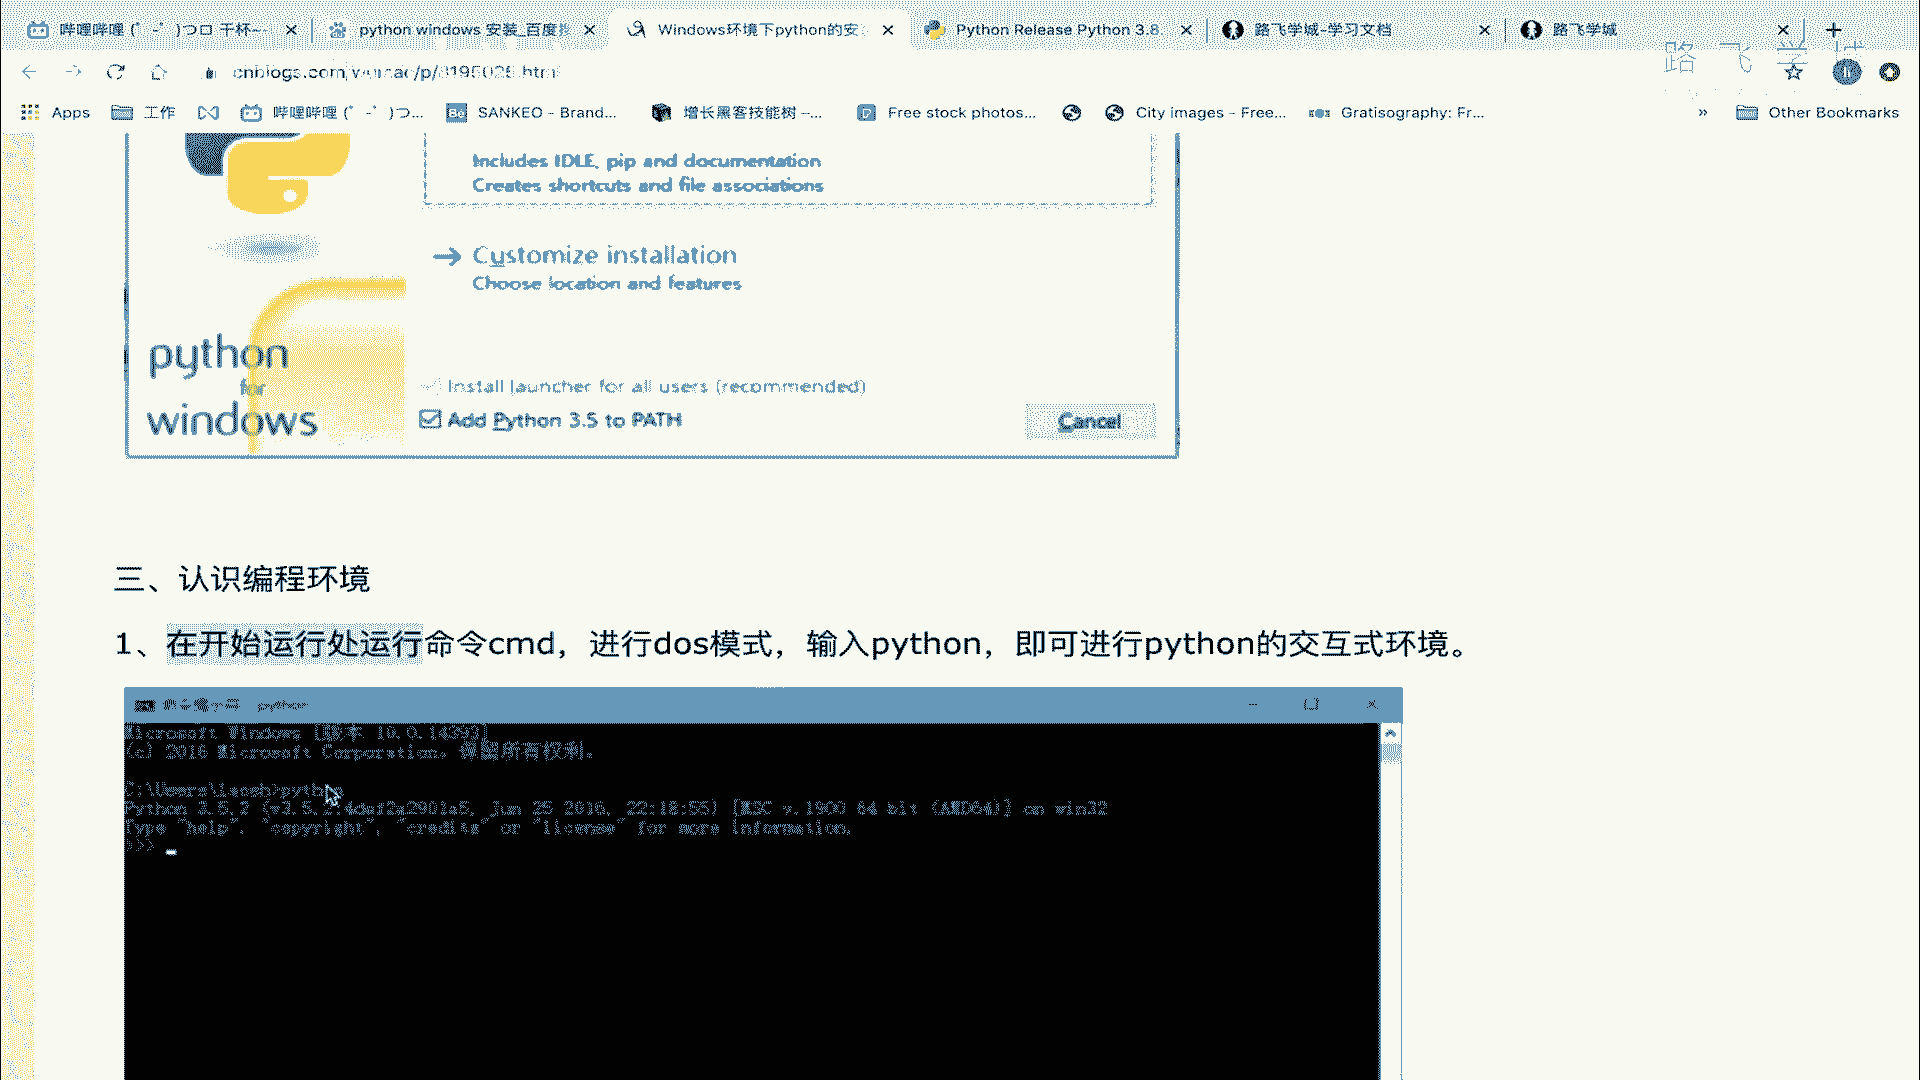 哔哩哔哩 (゜-゜)つロ 干杯~-
python windows 安装_百度
Windows环境下python的安
Python Release Python 3.8.
路飞学城-学习文档
路飞学城
路飞学城
Apps
工作
哔哩哔哩 (゜-゜)つ...
SANKEO - Brand...
增长黑客技能树 –...
Free stock photos...
City images - Free...
Gratisography: Fr...
»
Other Bookmarks
Includes IDLE, pip and documentation
Creates shortcuts and file associations
→ Customize installation
Choose location and features
python
for
windows
Install launcher for all users (recommended)
Add Python 3.5 to PATH
Cancel
三、认识编程环境
1、在开始运行处运行命令cmd，进行dos模式，输入python，即可进行python的交互式环境。
命令提示符 - python
Microsoft Windows [版本 10.0.14393]
(c) 2016 Microsoft Corporation。保留所有权利。
python
Python 3.5.2 Jun 25 2016, 22:18:55) [MSC v.1900 64 bit (AMD64)] on win32
Type "help", "copyright", "credits" or "license" for more information.
>>>